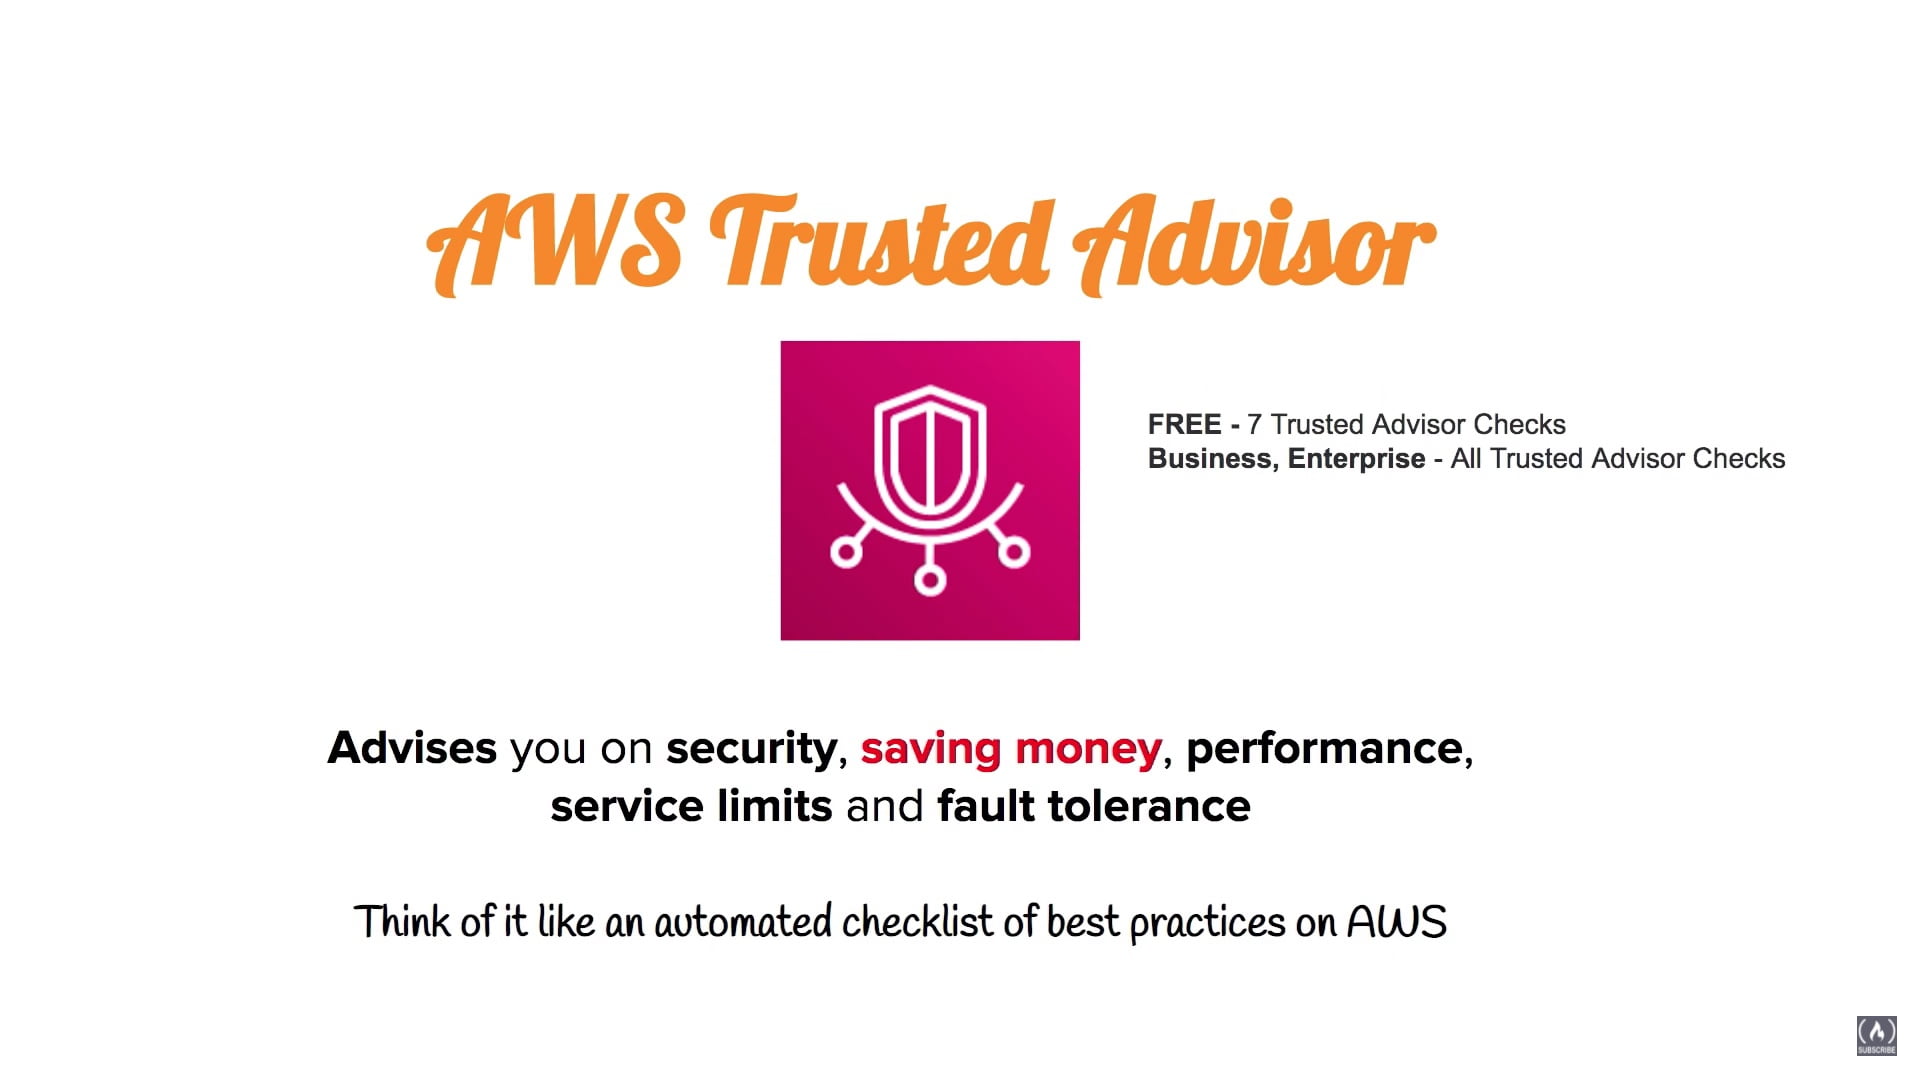 AWS Trusted Advisor
FREE - 7 Trusted Advisor Checks
Business, Enterprise - All Trusted Advisor Checks
Advises you on security, saving money, performance,
service limits and fault tolerance
Think of it like an automated checklist of best practices on AWS
SUBSCRIBE